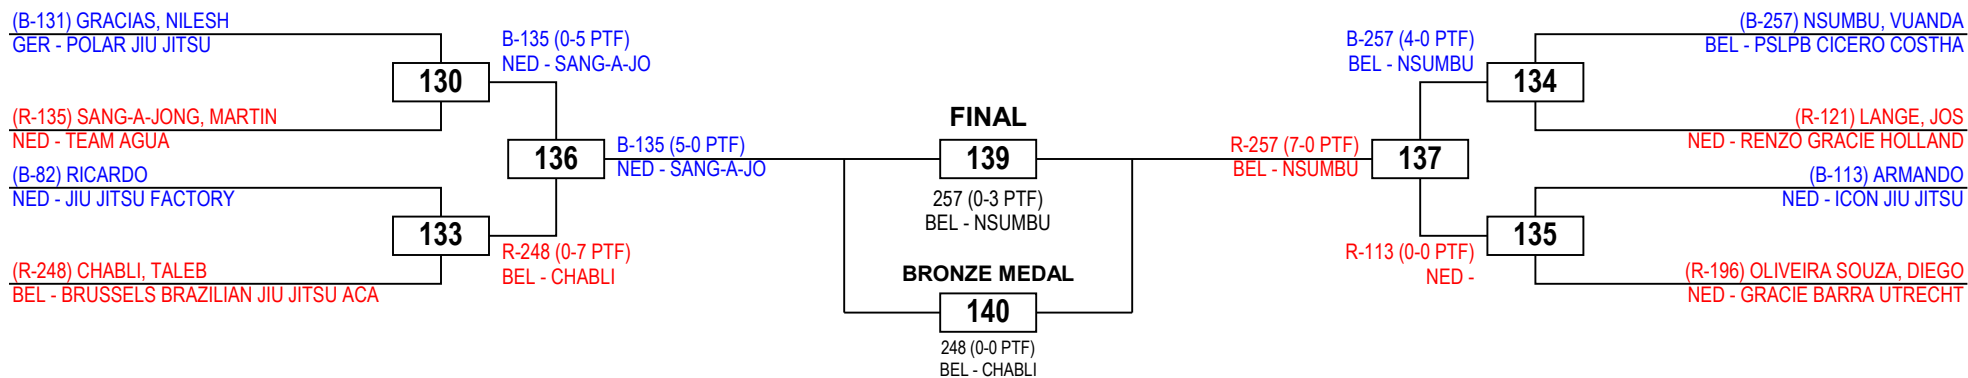 (B-131) GRACIAS, NILESH
GER - POLAR JIU JITSU
B-135 (0-5 PTF)
NED - SANG-A-JO
130
(R-135) SANG-A-JONG, MARTIN
NED - TEAM AGUA
136
B-135 (5-0 PTF)
NED - SANG-A-JO
(B-82) RICARDO
NED - JIU JITSU FACTORY
133
R-248 (0-7 PTF)
BEL - CHABLI
(R-248) CHABLI, TALEB
BEL - BRUSSELS BRAZILIAN JIU JITSU ACA
FINAL
139
257 (0-3 PTF)
BEL - NSUMBU
BRONZE MEDAL
140
248 (0-0 PTF)
BEL - CHABLI
(B-257) NSUMBU, VUANDA
BEL - PSLPB CICERO COSTHA
B-257 (4-0 PTF)
BEL - NSUMBU
134
(R-121) LANGE, JOS
NED - RENZO GRACIE HOLLAND
R-257 (7-0 PTF)
BEL - NSUMBU
137
(B-113) ARMANDO
NED - ICON JIU JITSU
135
R-113 (0-0 PTF)
NED -
(R-196) OLIVEIRA SOUZA, DIEGO
NED - GRACIE BARRA UTRECHT